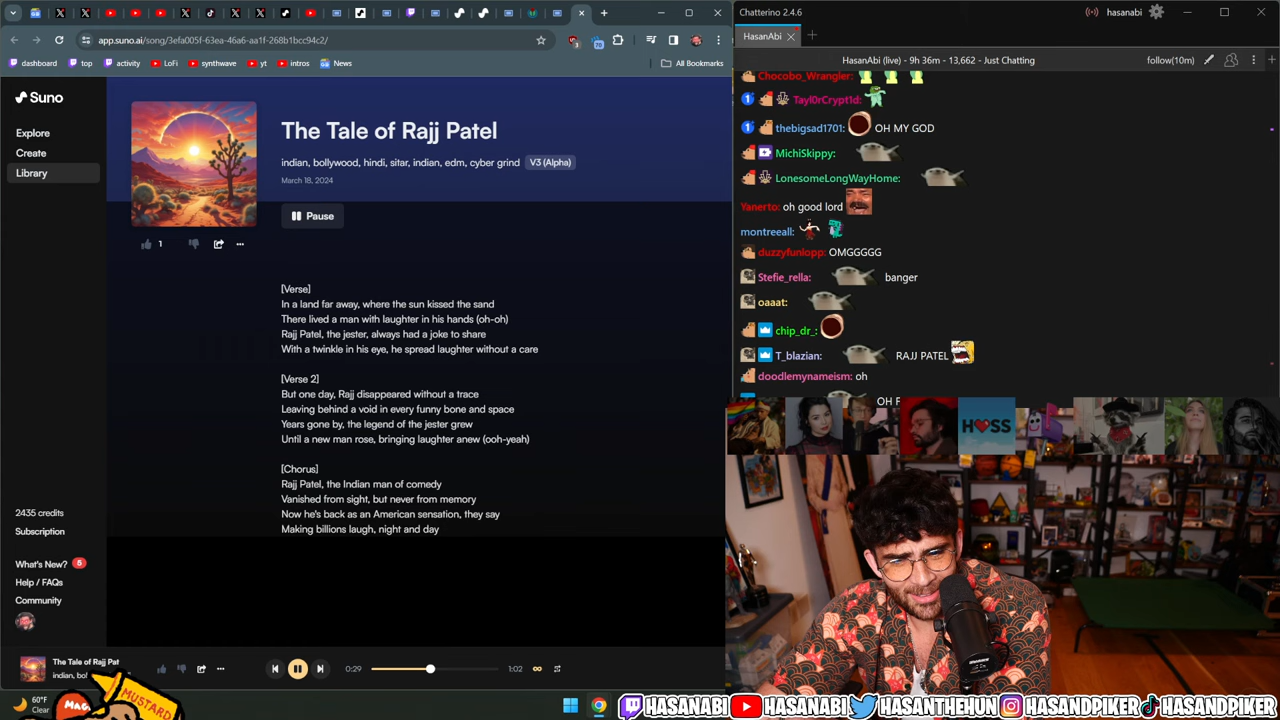 app.suno.ai/song/3efa005f-63ea-46a6-aa1f-268b1bcc94c2/
3
70
dashboard
top
activity
LoFi
synthwave
yt
intros
News
All Bookmarks
Suno
Explore
Create
Library
2435 credits
Subscription
What's New?
6
Help / FAQs
Community
The Tale of Rajj Patel
indian, bollywood, hindi, sitar, indian, edm, cyber grind
V3 (Alpha)
March 18, 2024
Pause
1
[Verse]
In a land far away, where the sun kissed the sand
There lived a man with laughter in his hands (oh-oh)
Rajj Patel, the jester, always had a joke to share
With a twinkle in his eye, he spread laughter without a care
[Verse 2]
But one day, Rajj disappeared without a trace
Leaving behind a void in every funny bone and space
Years gone by, the legend of the jester grew
Until a new man rose, bringing laughter anew (ooh-yeah)
[Chorus]
Rajj Patel, the Indian man of comedy
Vanished from sight, but never from memory
Now he's back as an American sensation, they say
Making billions laugh, night and day
The Tale of Rajj Pat
indian, bol
0:29
1:02
Chatterino 2.4.6
hasanabi
HasanAbi
HasanAbi (live) - 9h 36m - 13,662 - Just Chatting
follow(10m)
Chocobo_Wrangler:
Tayl0rCrypt1d:
thebigsad1701: OH MY GOD
MichiSkippy:
LonesomeLongWayHome:
Yanerto: oh good lord
montreeall:
duzzyfunlopp: OMGGGG
Stefie_rella: banger
oaaat:
chip_dr_:
T_blazian: RAJJ PATEL
doodlemynameism: oh
OH F
HOSS
60°F
Clear
MUSTARD
HASANABI
HASANABI
HASANTHEHUN
HASANDPIKER
HASANDPIKER